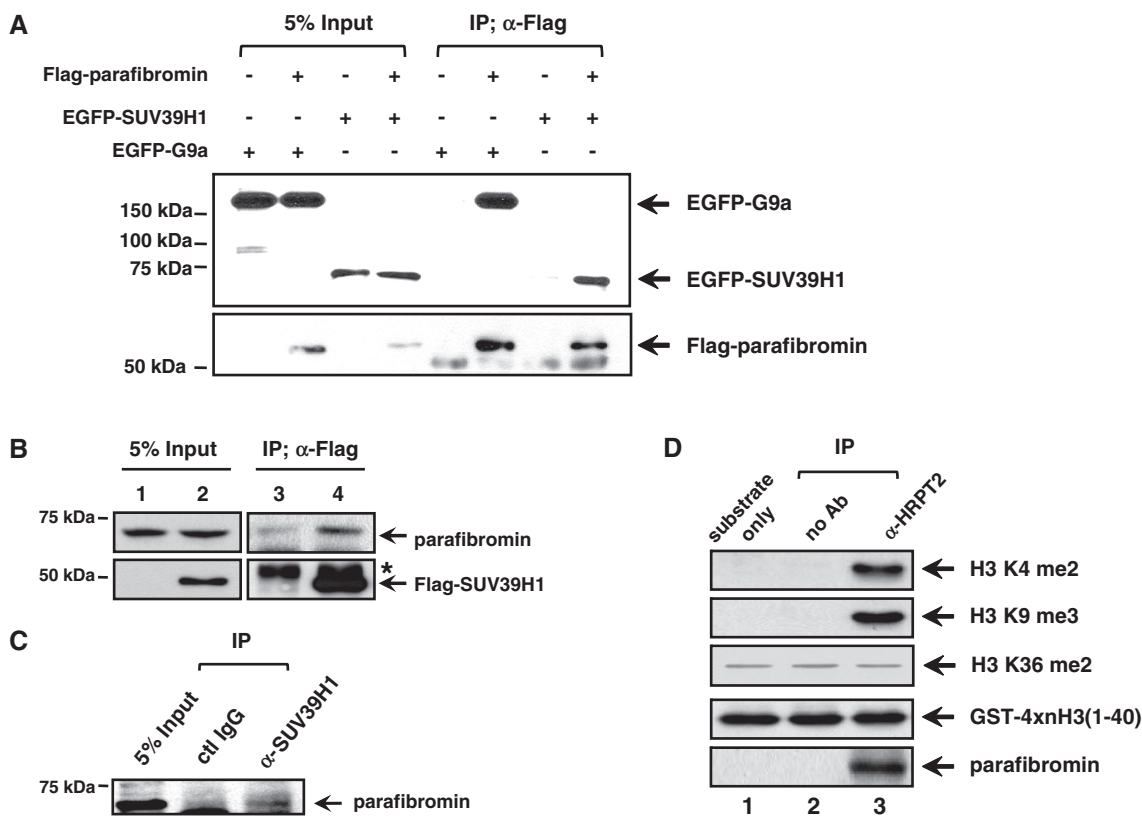 A
5% Input IP; α-Flag
Flag-parafibromin - + - + - + - +
EGFP-SUV39H1 - - + + - - + +
EGFP-G9a + + - - + + - -
150 kDa
100 kDa
75 kDa
50 kDa
EGFP-G9a
EGFP-SUV39H1
Flag-parafibromin
B
5% Input IP; α-Flag
1 2 3 4
75 kDa
parafibromin
50 kDa
*
Flag-SUV39H1
C
IP
5% Input
ctl IgG
α-SUV39H1
75 kDa
parafibromin
D
IP
substrate
only
no Ab
α-HRPT2
H3 K4 me2
H3 K9 me3
H3 K36 me2
GST-4xnH3(1-40)
parafibromin
1 2 3